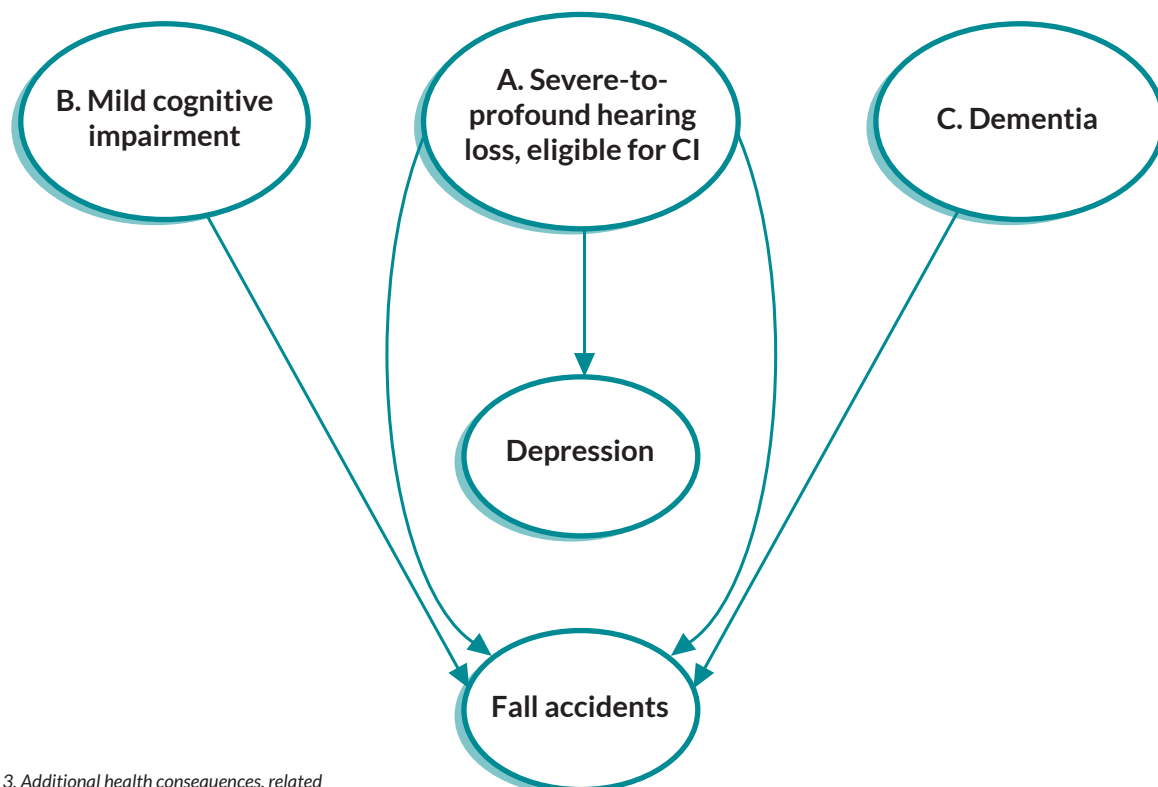 B. Mild cognitive
impairment
A. Severe-to-
profound hearing
loss, eligible for CI
C. Dementia
Depression
Fall accidents
3. Additional health consequences, related